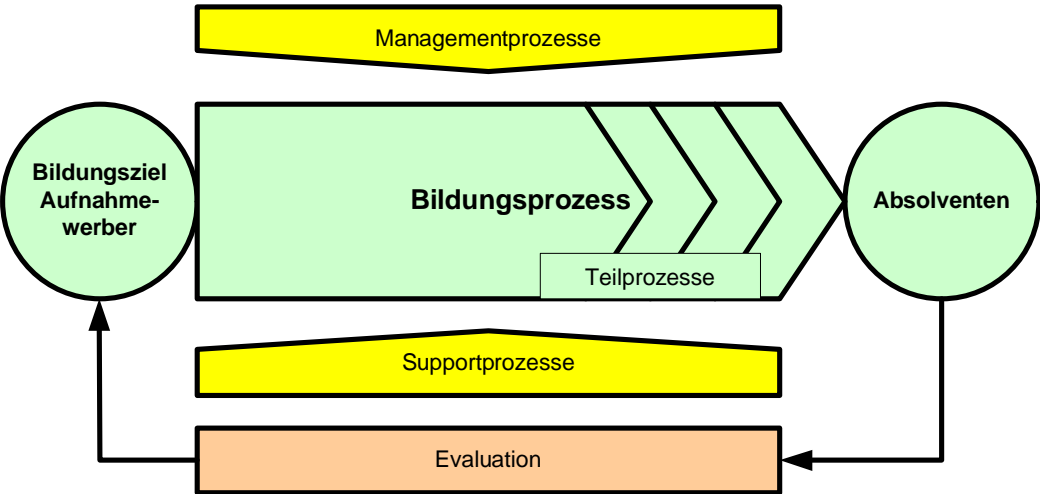 Managementprozesse
Bildungsziel
Aufnahme-
werber
Bildungsprozess
Absolventen
Teilprozesse
Supportprozesse
Evaluation